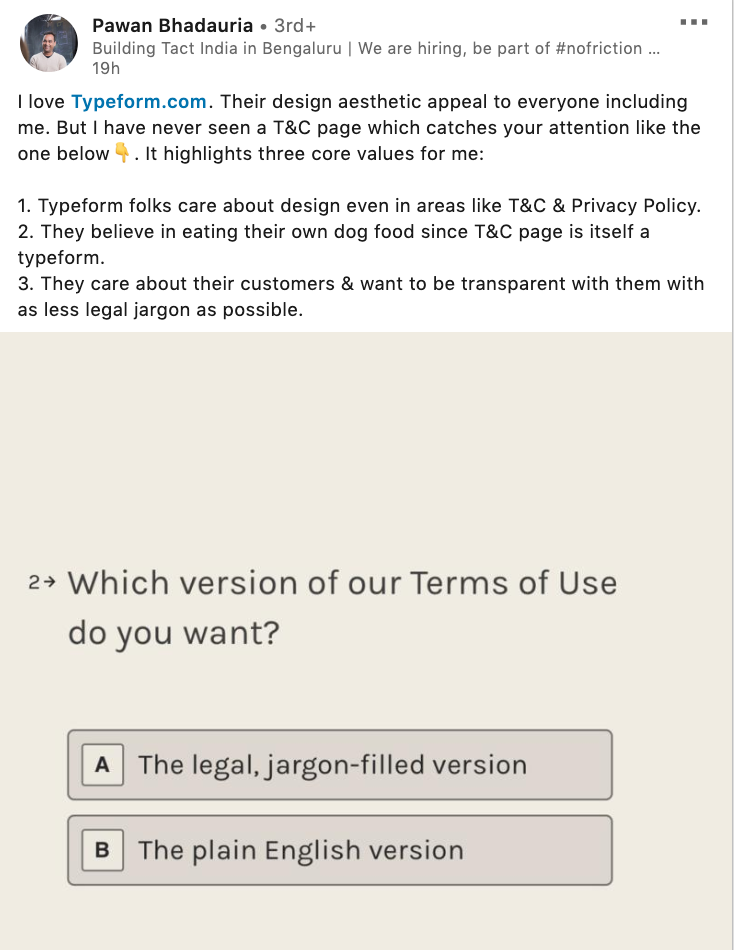 Pawan Bhadauria • 3rd+
Building Tact India in Bengaluru | We are hiring, be part of #nofriction ...
19h
I love Typeform.com. Their design aesthetic appeal to everyone including
me. But I have never seen a T&C page which catches your attention like the
one below👇. It highlights three core values for me:
1. Typeform folks care about design even in areas like T&C & Privacy Policy.
2. They believe in eating their own dog food since T&C page is itself a
typeform.
3. They care about their customers & want to be transparent with them with
as less legal jargon as possible.
2→ Which version of our Terms of Use
do you want?
A The legal, jargon-filled version
B The plain English version